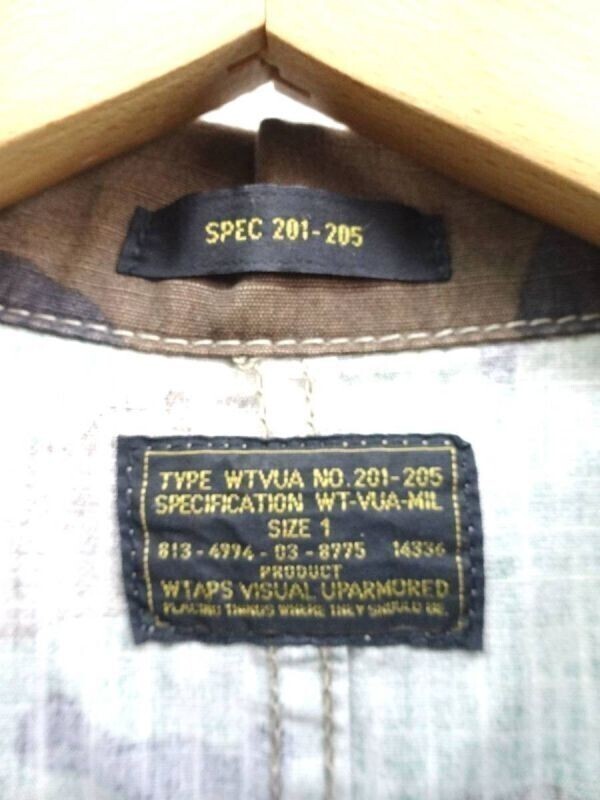 SPEC 201-205
TYPE WTVUA NO. 201-205
SPECIFICATION WT-VUA-MIL
SIZE 1
813-4994-03-8775 14336
PRODUCT
WTAPS VISUAL UPARMORED
PLACING THINGS WHERE THEY SHOULD BE.